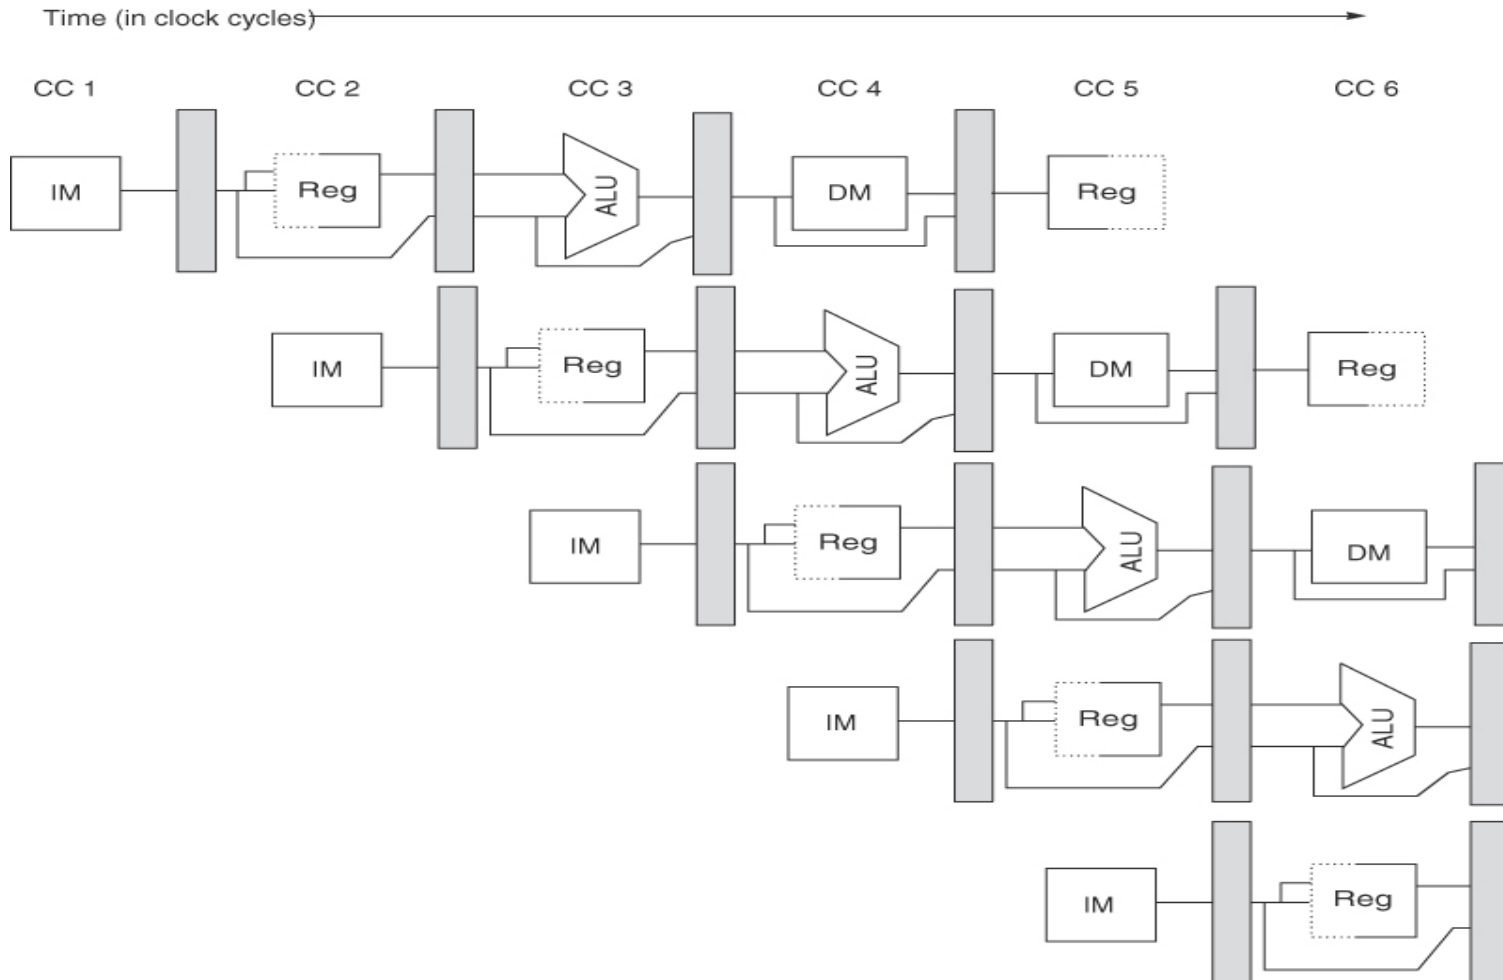 Time (in clock cycles)
CC 1 CC 2 CC 3 CC 4 CC 5 CC 6
IM Reg ALU DM Reg
IM Reg ALU DM Reg
IM Reg ALU DM
IM Reg ALU
IM Reg